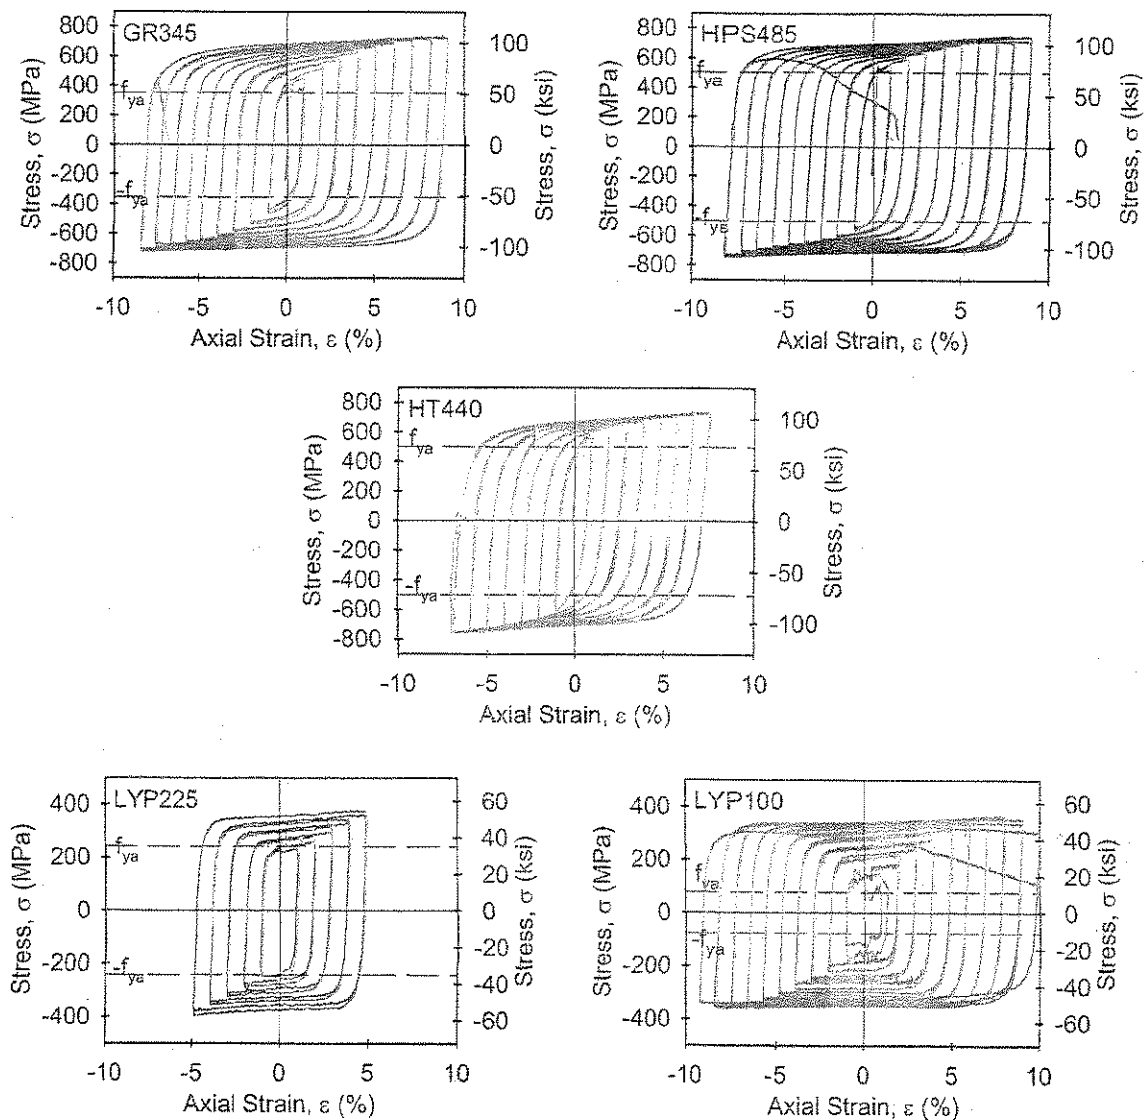 GR345
Stress, σ (MPa)
800
600
400
200
0
-200
-400
-600
-800
f_ya
-f_ya
100
50
0
-50
-100
Stress, σ (ksi)
-10 -5 0 5 10
Axial Strain, ε (%)
HPS485
Stress, σ (MPa)
800
600
400
200
0
-200
-400
-600
-800
f_ya
-f_ya
100
50
0
-50
-100
Stress, σ (ksi)
-10 -5 0 5 10
Axial Strain, ε (%)
HT440
Stress, σ (MPa)
800
600
400
200
0
-200
-400
-600
-800
f_ya
-f_ya
100
50
0
-50
-100
Stress, σ (ksi)
-10 -5 0 5 10
Axial Strain, ε (%)
LYP225
Stress, σ (MPa)
400
200
0
-200
-400
f_ya
-f_ya
60
40
20
0
-20
-40
-60
Stress, σ (ksi)
-10 -5 0 5 10
Axial Strain, ε (%)
LYP100
Stress, σ (MPa)
400
200
0
-200
-400
f_ya
-f_ya
60
40
20
0
-20
-40
-60
Stress, σ (ksi)
-10 -5 0 5 10
Axial Strain, ε (%)